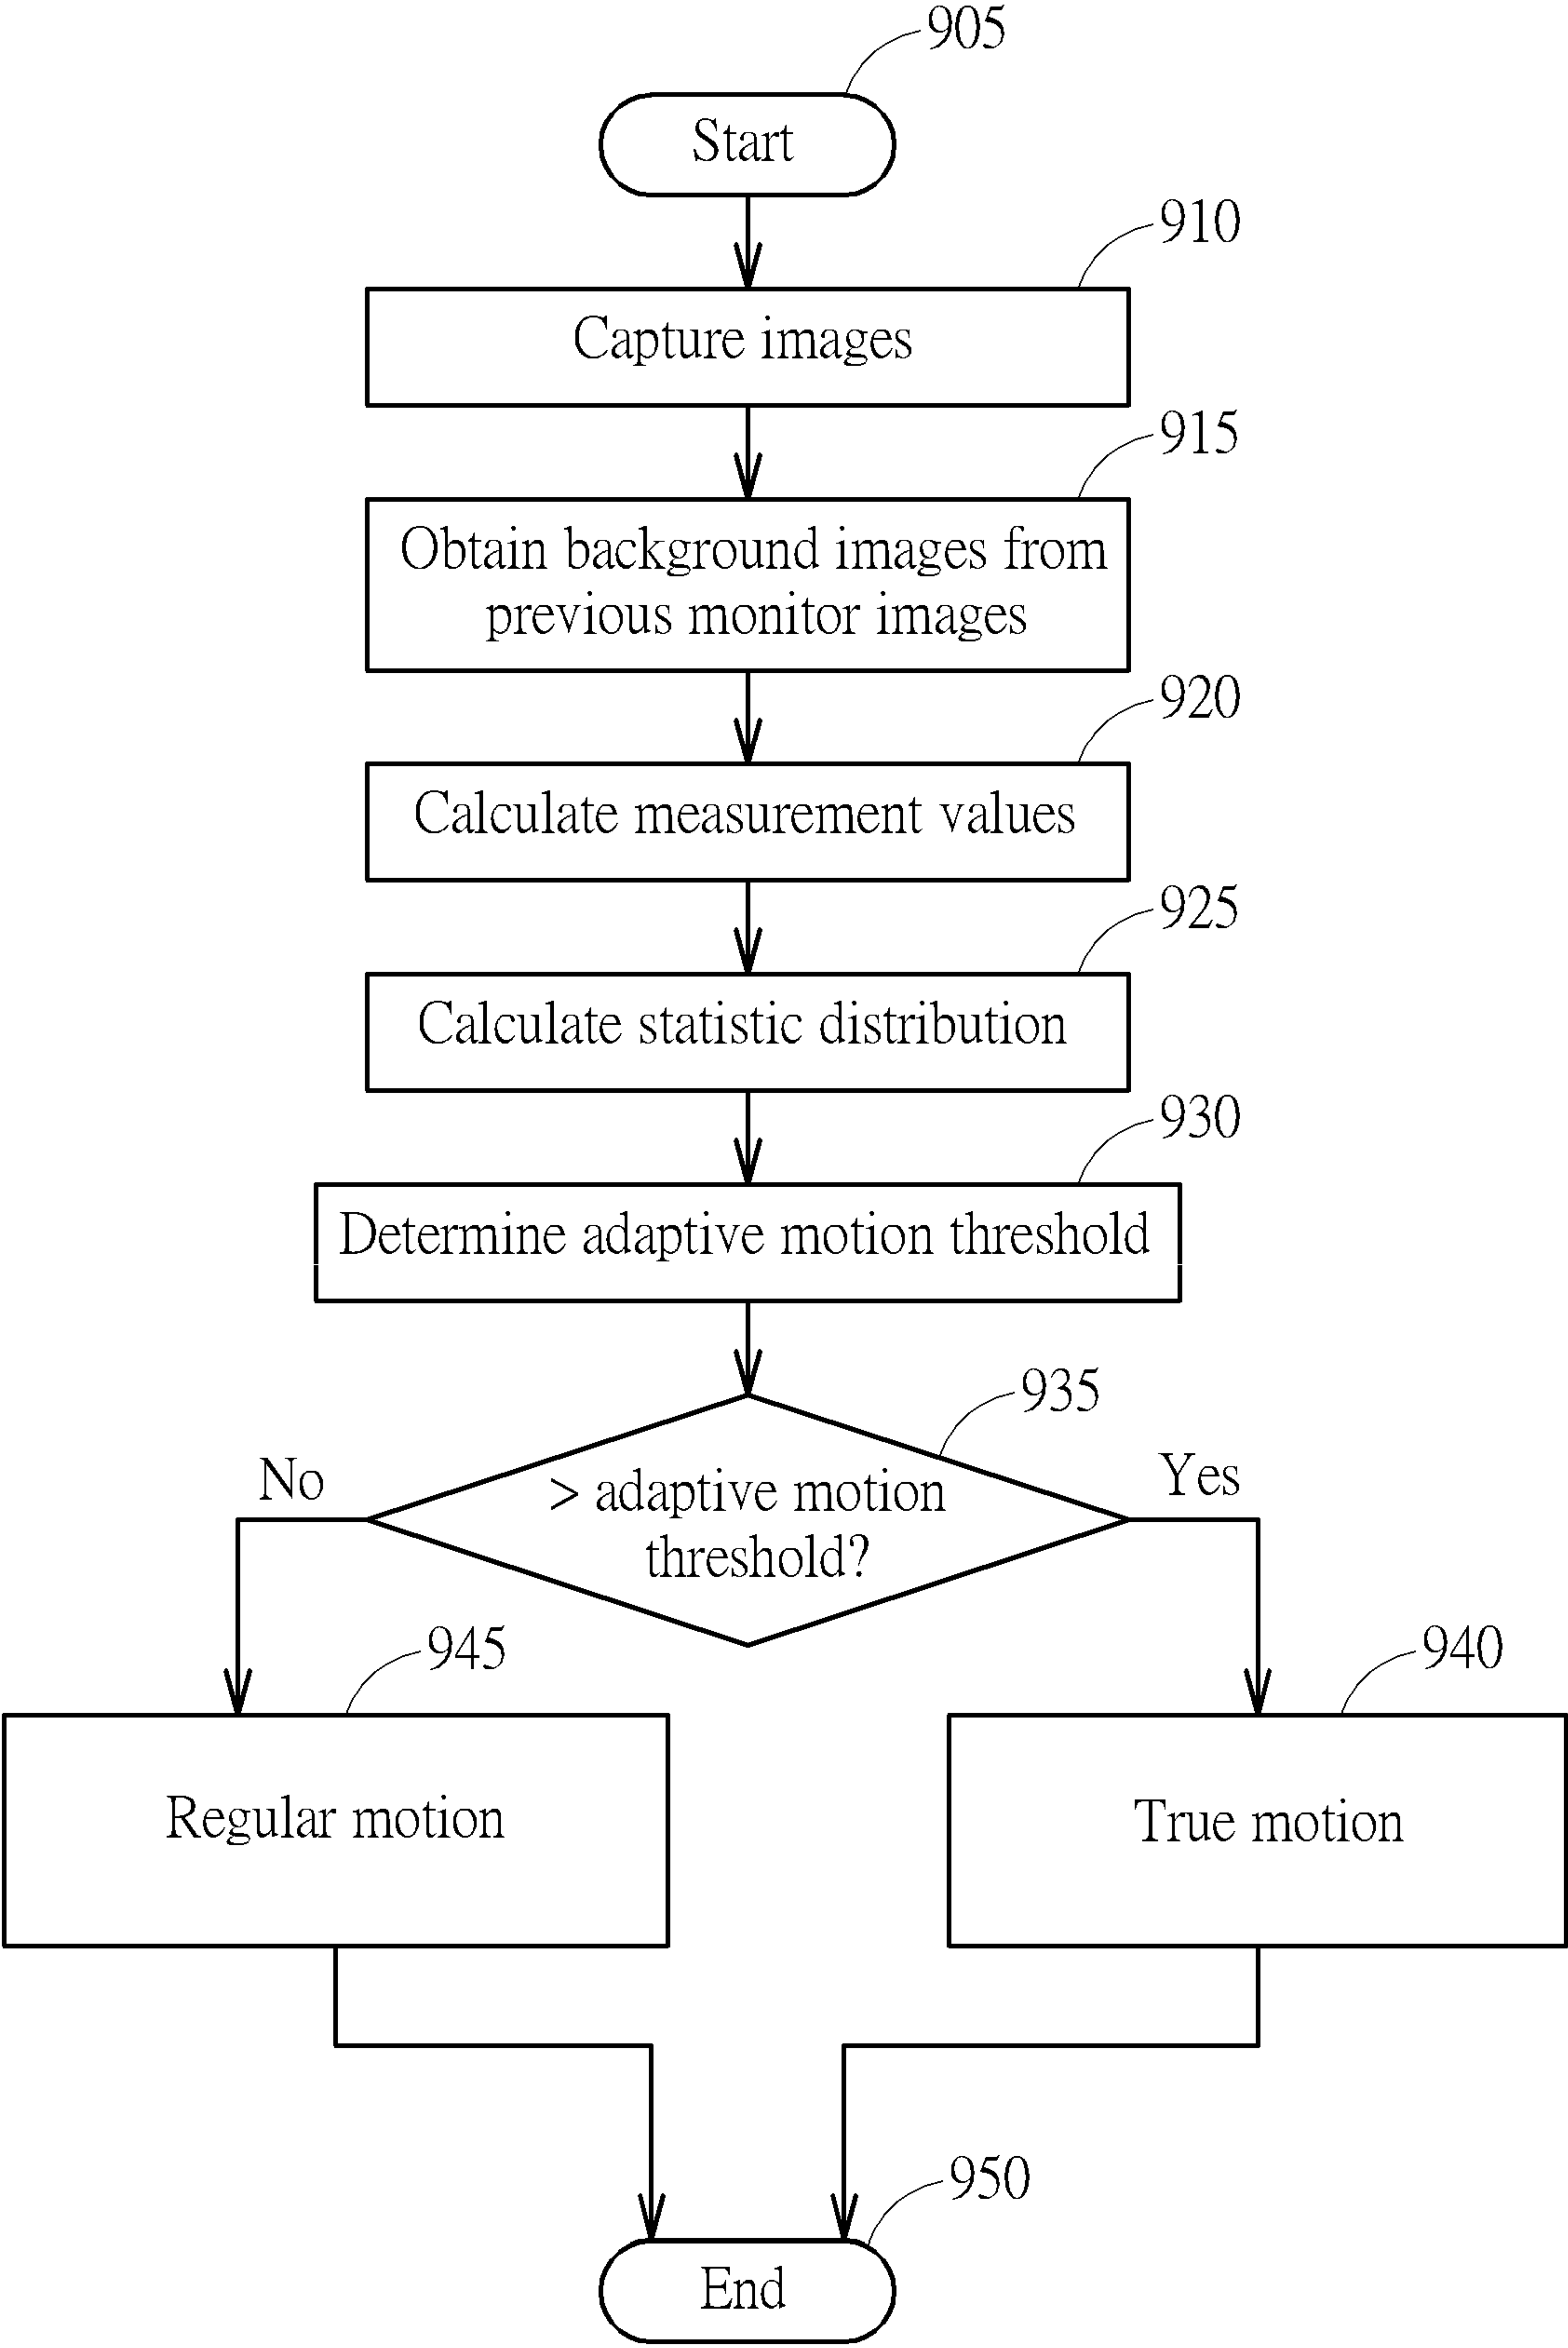 905
Start
910
Capture images
915
Obtain background images from
previous monitor images
920
Calculate measurement values
925
Calculate statistic distribution
930
Determine adaptive motion threshold
935
No
> adaptive motion
threshold?
Yes
945
Regular motion
940
True motion
950
End